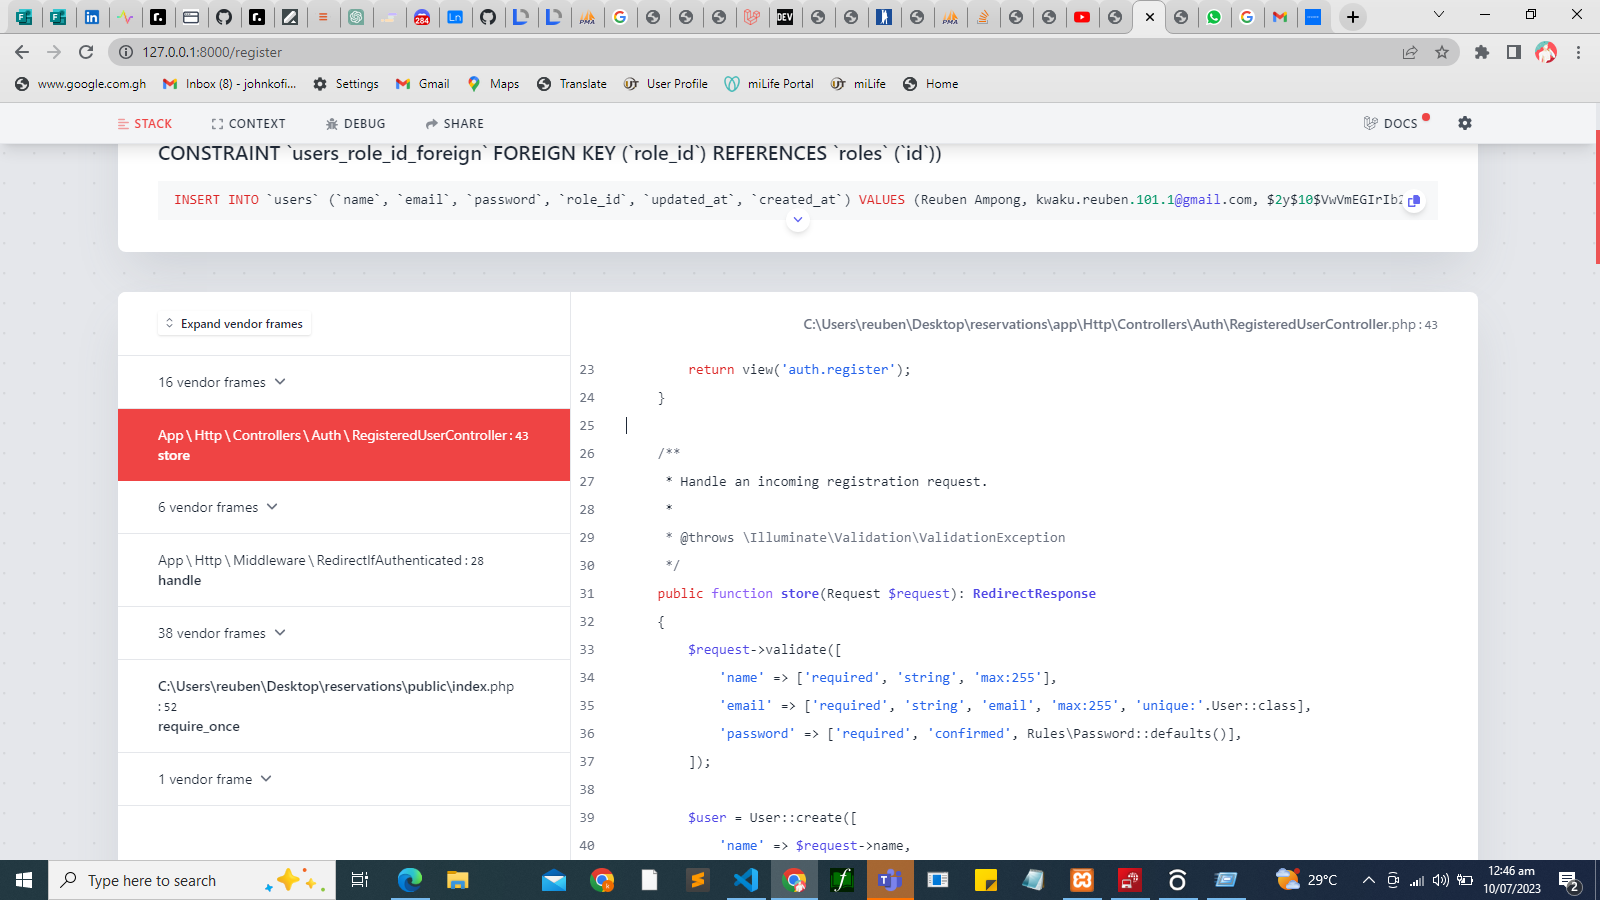 284
Ln
PMA
DEV
PMA
127.0.0.1:8000/register
www.google.com.gh
Inbox (8) - johnkofi...
Settings
Gmail
Maps
Translate
User Profile
miLife Portal
miLife
Home
STACK
CONTEXT
DEBUG
SHARE
DOCS
CONSTRAINT `users_role_id_foreign` FOREIGN KEY (`role_id`) REFERENCES `roles` (`id`))
INSERT INTO `users` (`name`, `email`, `password`, `role_id`, `updated_at`, `created_at`) VALUES (Reuben Ampong, kwaku.reuben.101.1@gmail.com, $2y$10$VwVmEGIrIb2
Expand vendor frames
16 vendor frames
App \ Http \ Controllers \ Auth \ RegisteredUserController : 43
store
6 vendor frames
App \ Http \ Middleware \ RedirectIfAuthenticated : 28
handle
38 vendor frames
C:\Users\reuben\Desktop\reservations\public\index.php
: 52
require_once
1 vendor frame
C:\Users\reuben\Desktop\reservations\app\Http\Controllers\Auth\RegisteredUserController.php : 43
23 return view('auth.register');
24 }
25
26 /**
27 * Handle an incoming registration request.
28 *
29 * @throws \Illuminate\Validation\ValidationException
30 */
31 public function store(Request $request): RedirectResponse
32 {
33 $request->validate([
34 'name' => ['required', 'string', 'max:255'],
35 'email' => ['required', 'string', 'email', 'max:255', 'unique:'.User::class],
36 'password' => ['required', 'confirmed', Rules\Password::defaults()],
37 ]);
38
39 $user = User::create([
40 'name' => $request->name,
Type here to search
29°C
12:46 am
10/07/2023
2